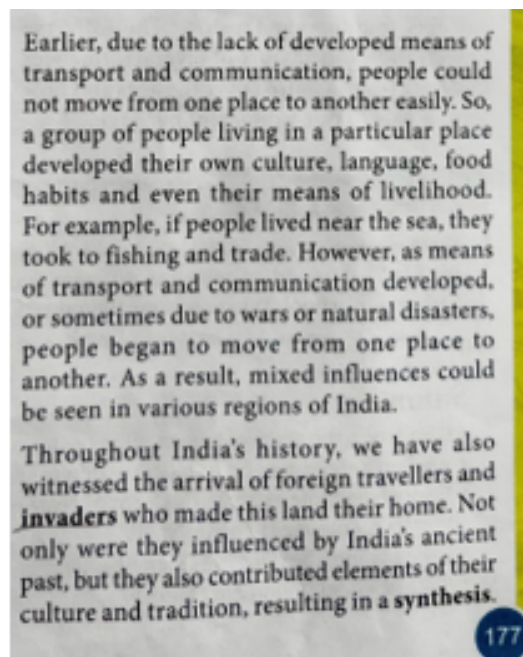 Earlier, due to the lack of developed means of
transport and communication, people could
not move from one place to another easily. So,
a group of people living in a particular place
developed their own culture, language, food
habits and even their means of livelihood.
For example, if people lived near the sea, they
took to fishing and trade. However, as means
of transport and communication developed,
or sometimes due to wars or natural disasters,
people began to move from one place to
another. As a result, mixed influences could
be seen in various regions of India.
Throughout India's history, we have also
witnessed the arrival of foreign travellers and
invaders who made this land their home. Not
only were they influenced by India's ancient
past, but they also contributed elements of their
culture and tradition, resulting in a synthesis.
177